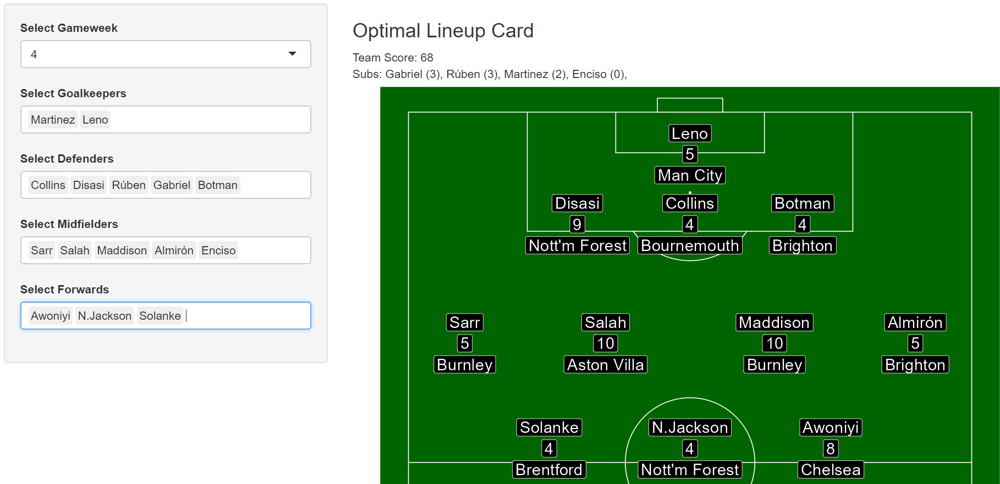 Select Gameweek
4
Select Goalkeepers
Martinez Leno
Select Defenders
Collins Disasi Rúben Gabriel Botman
Select Midfielders
Sarr Salah Maddison Almirón Enciso
Select Forwards
Awoniyi N.Jackson Solanke
Optimal Lineup Card
Team Score: 68
Subs: Gabriel (3), Rúben (3), Martinez (2), Enciso (0),
Leno
5
Man City
Disasi Collins Botman
9 4 4
Nott'm Forest Bournemouth Brighton
Sarr Salah Maddison Almirón
5 10 10 5
Burnley Aston Villa Burnley Brighton
Solanke N.Jackson Awoniyi
4 4 8
Brentford Nott'm Forest Chelsea